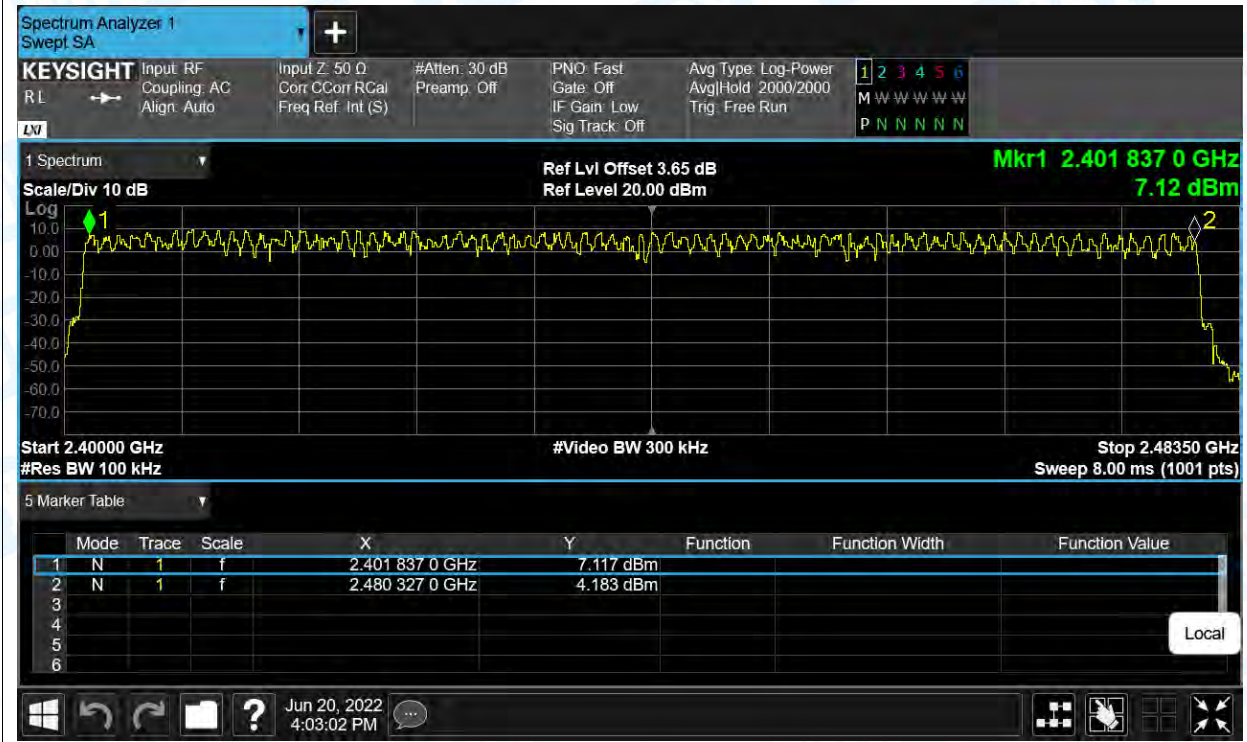 Spectrum Analyzer 1
Swept SA
+
KEYSIGHT Input: RF Input Z: 50 Ω #Atten: 30 dB PNO: Fast Avg Type: Log-Power 1 2 3 4 5 6
R L Coupling: AC Corr CCorr RCal Preamp: Off Gate: Off Avg|Hold: 2000/2000 M W W W W W W
Align: Auto Freq Ref: Int (S) IF Gain: Low Trig: Free Run
LXI Sig Track: Off P N N N N N N
1 Spectrum Ref Lvl Offset 3.65 dB Mkr1 2.401 837 0 GHz
Scale/Div 10 dB Ref Level 20.00 dBm 7.12 dBm
Log
1 2
10.0
0.00
-10.0
-20.0
-30.0
-40.0
-50.0
-60.0
-70.0
Start 2.40000 GHz #Video BW 300 kHz Stop 2.48350 GHz
#Res BW 100 kHz Sweep 8.00 ms (1001 pts)
5 Marker Table
Mode Trace Scale X Y Function Function Width Function Value
1 N 1 f 2.401 837 0 GHz 7.117 dBm
2 N 1 f 2.480 327 0 GHz 4.183 dBm
3
4
5
6
Local
? Jun 20, 2022
4:03:02 PM